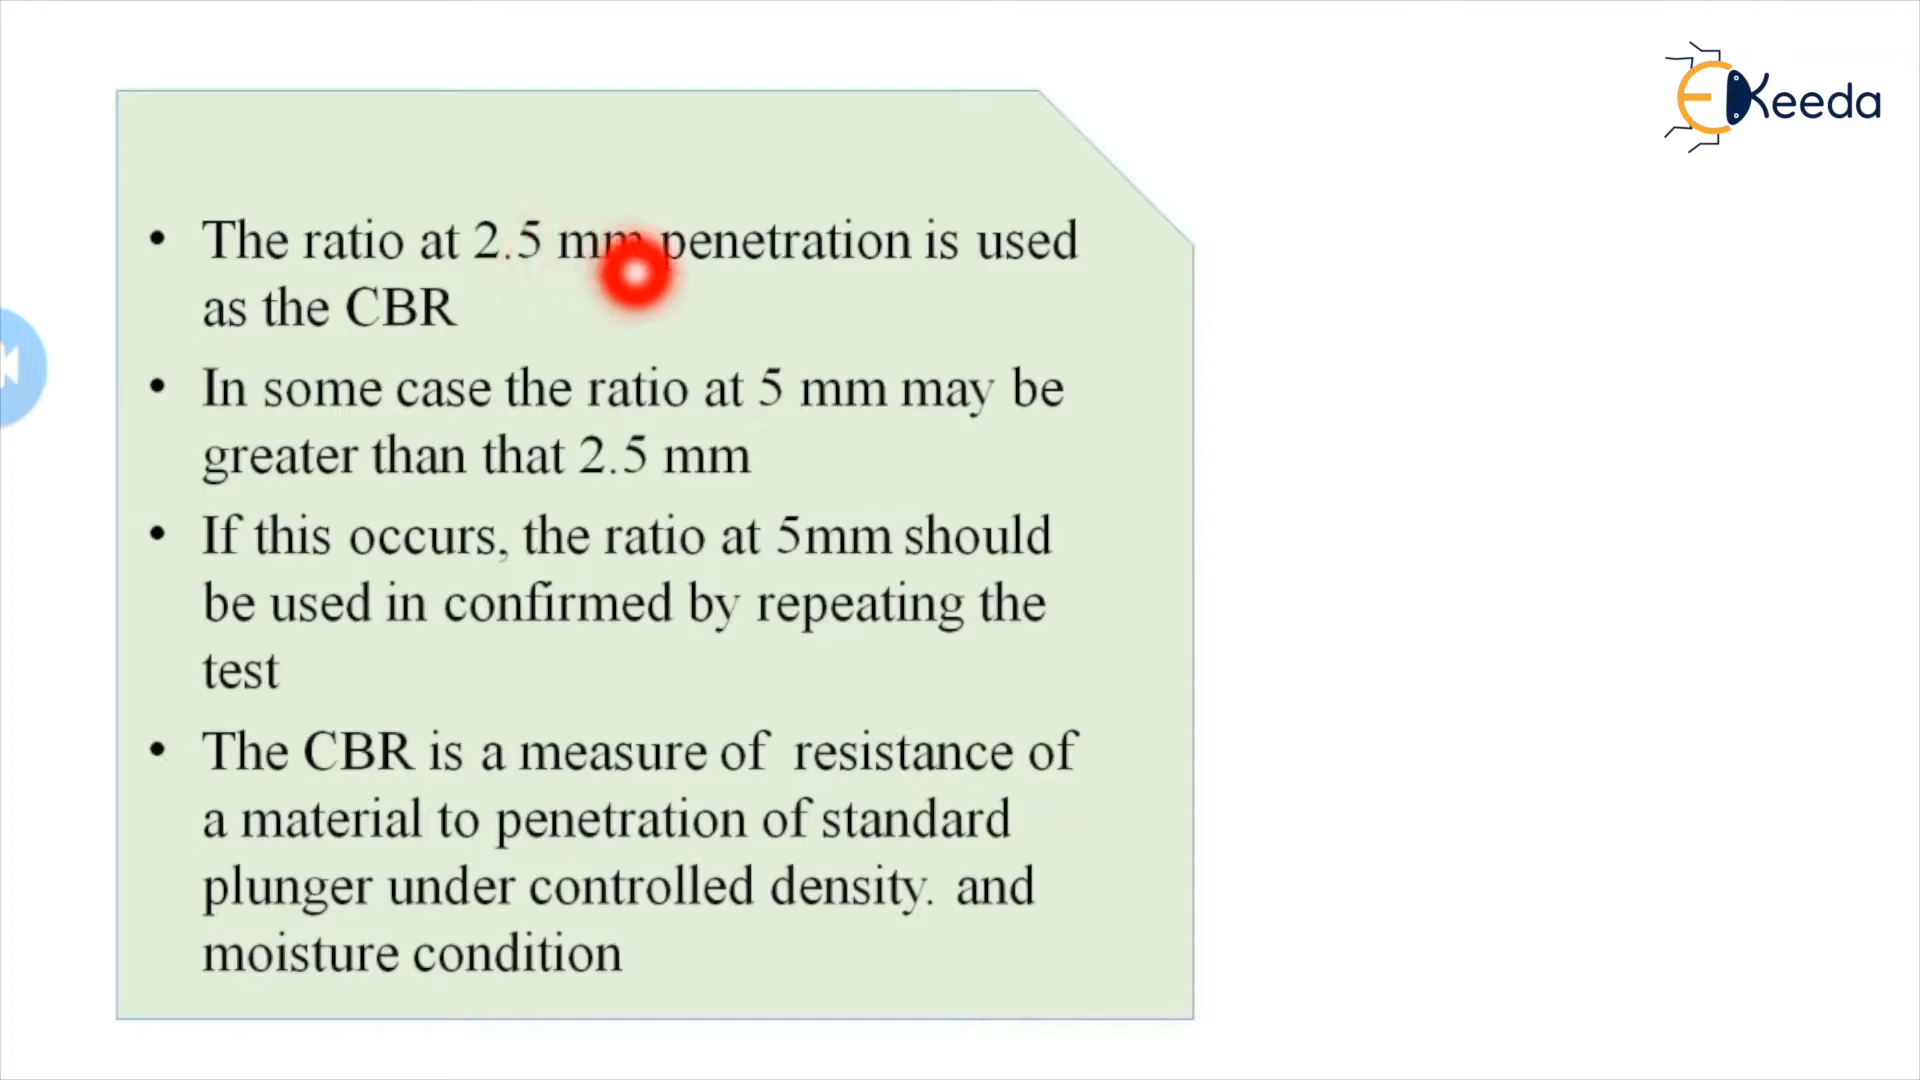 EKeeda
• The ratio at 2.5 mm penetration is used
as the CBR
• In some case the ratio at 5 mm may be
greater than that 2.5 mm
• If this occurs, the ratio at 5mm should
be used in confirmed by repeating the
test
• The CBR is a measure of resistance of
a material to penetration of standard
plunger under controlled density. and
moisture condition